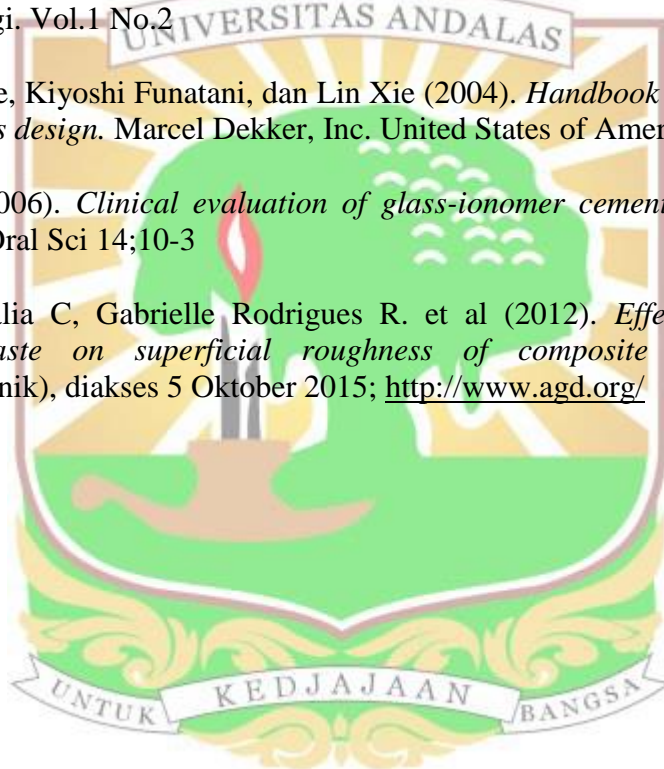 gi. Vol.1 No.2
UNIVERSITAS ANDALAS
e, Kiyoshi Funatani, dan Lin Xie (2004). Handbook
s design. Marcel Dekker, Inc. United States of Amer
006). Clinical evaluation of glass-ionomer cemen
Oral Sci 14;10-3
alia C, Gabrielle Rodrigues R. et al (2012). Effe
aste on superficial roughness of composite
nik), diakses 5 Oktober 2015; http://www.agd.org/
UNTUK KEDJAJAAN BANGSA